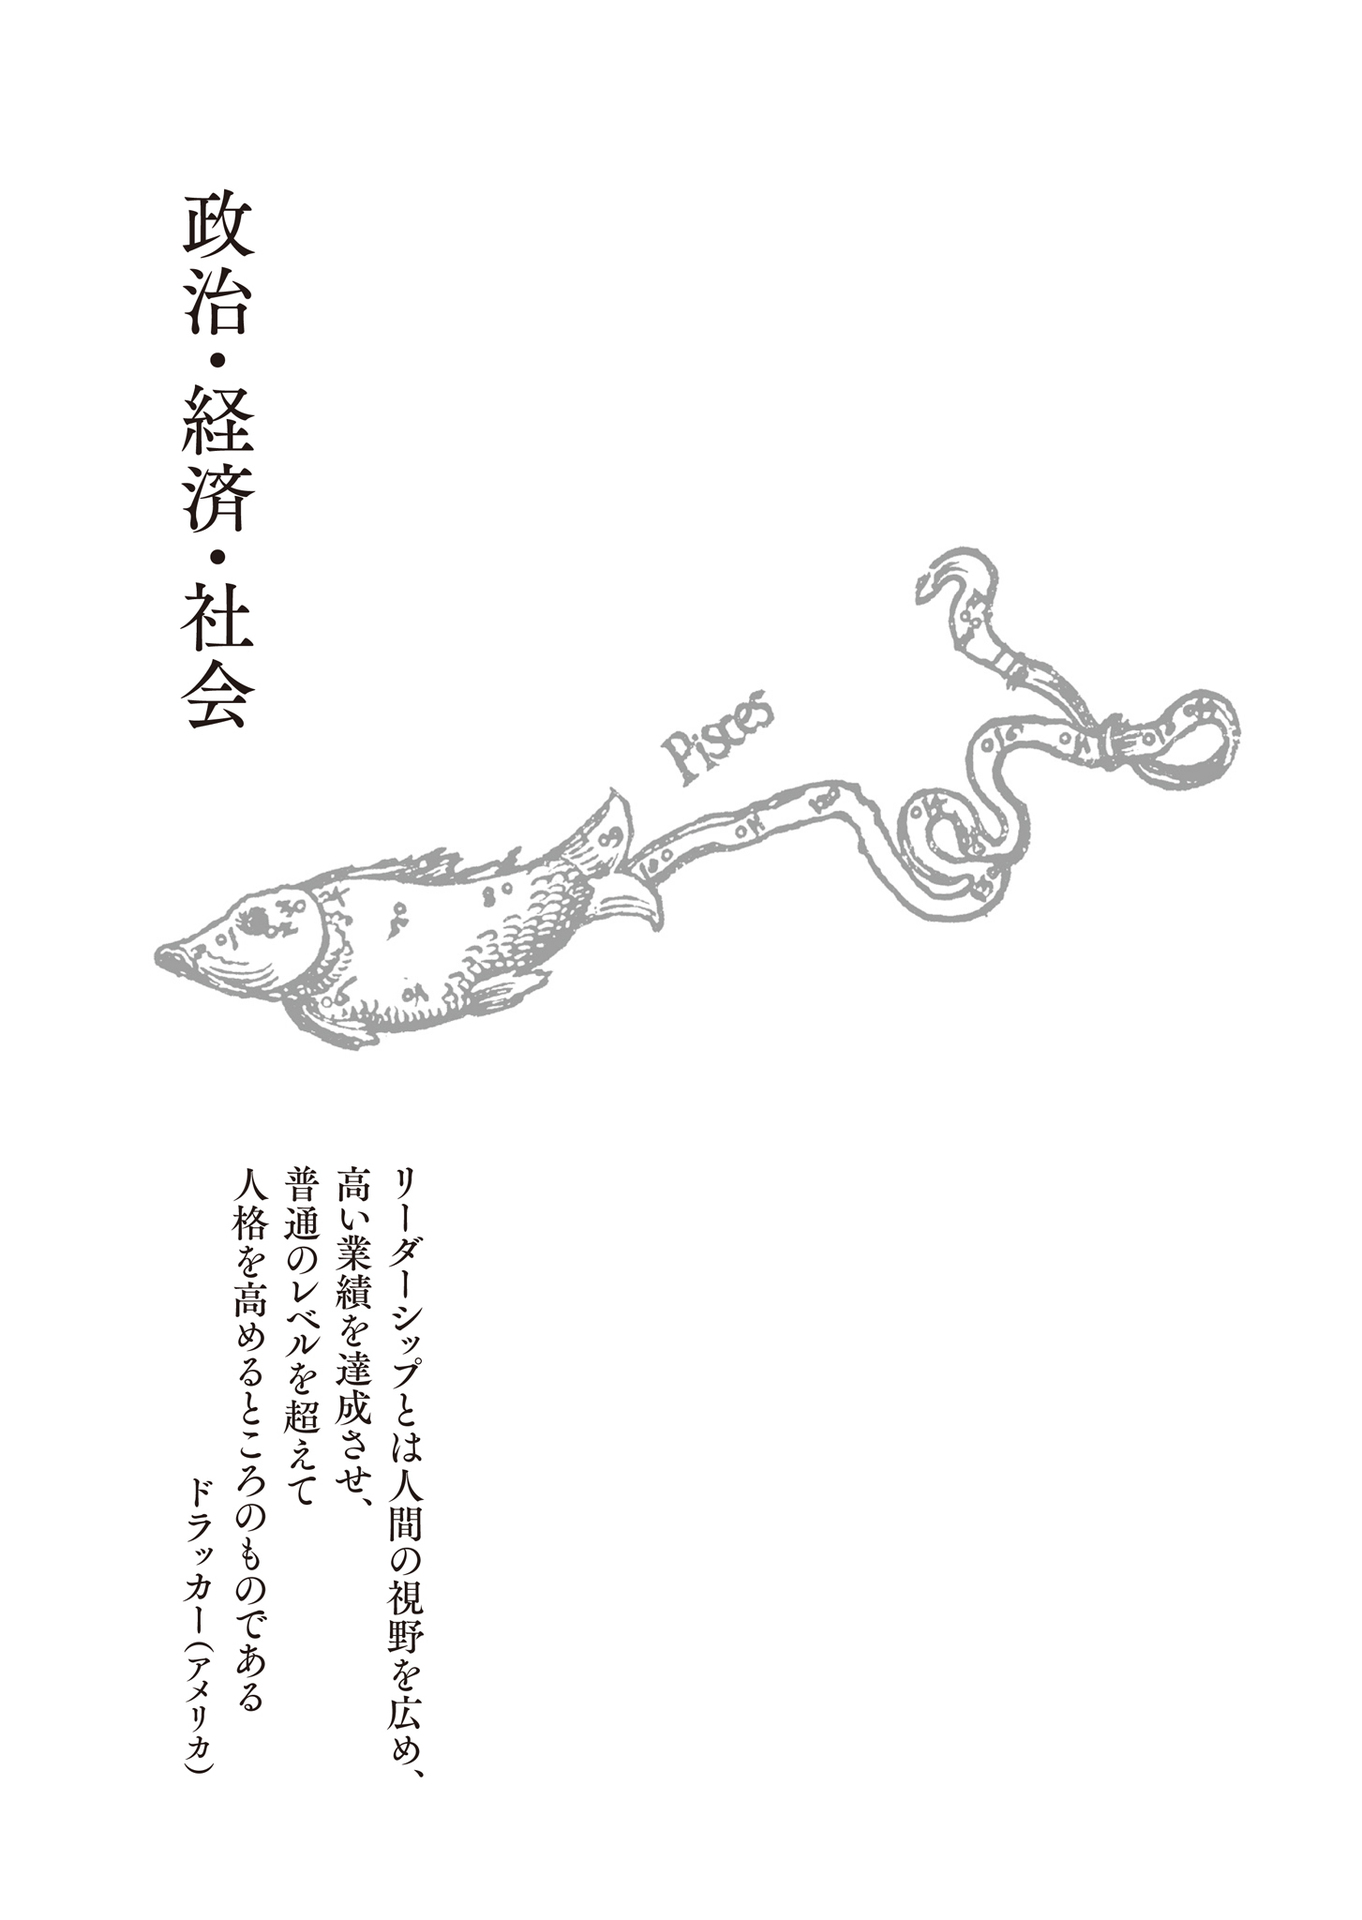 政治・経済・社会
Pisces
リーダーシップとは人間の視野を広め、
高い業績を達成させ、
普通のレベルを超えて
人格を高めるところのものである
ドラッカー(アメリカ)